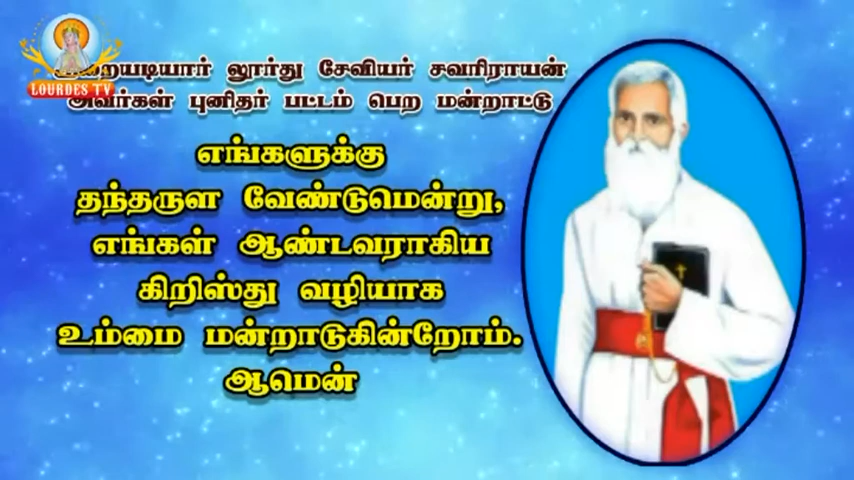 LOURDES TV
இறையடியார் லூர்து சேவியர் சவரிராயன்
அவர்கள் புனிதர் பட்டம் பெற மன்றாட்டு
எங்களுக்கு
தந்தருள வேண்டுமென்று,
எங்கள் ஆண்டவராகிய
கிறிஸ்து வழியாக
உம்மை மன்றாடுகின்றோம்.
ஆமென்